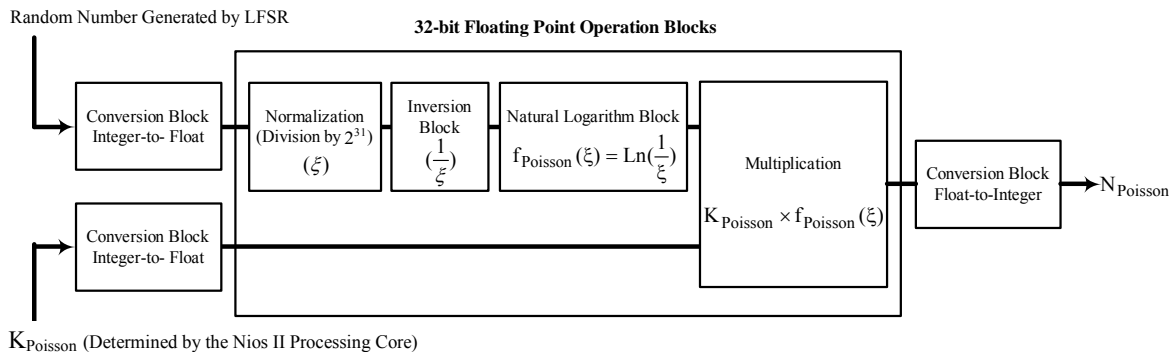 Random Number Generated by LFSR
32-bit Floating Point Operation Blocks
Conversion Block
Integer-to- Float
Normalization
(Division by 2^31)
(ξ)
Inversion
Block
(1/ξ)
Natural Logarithm Block
f_Poisson(ξ) = Ln(1/ξ)
Multiplication
K_Poisson × f_Poisson(ξ)
Conversion Block
Float-to-Integer
N_Poisson
Conversion Block
Integer-to- Float
K_Poisson (Determined by the Nios II Processing Core)